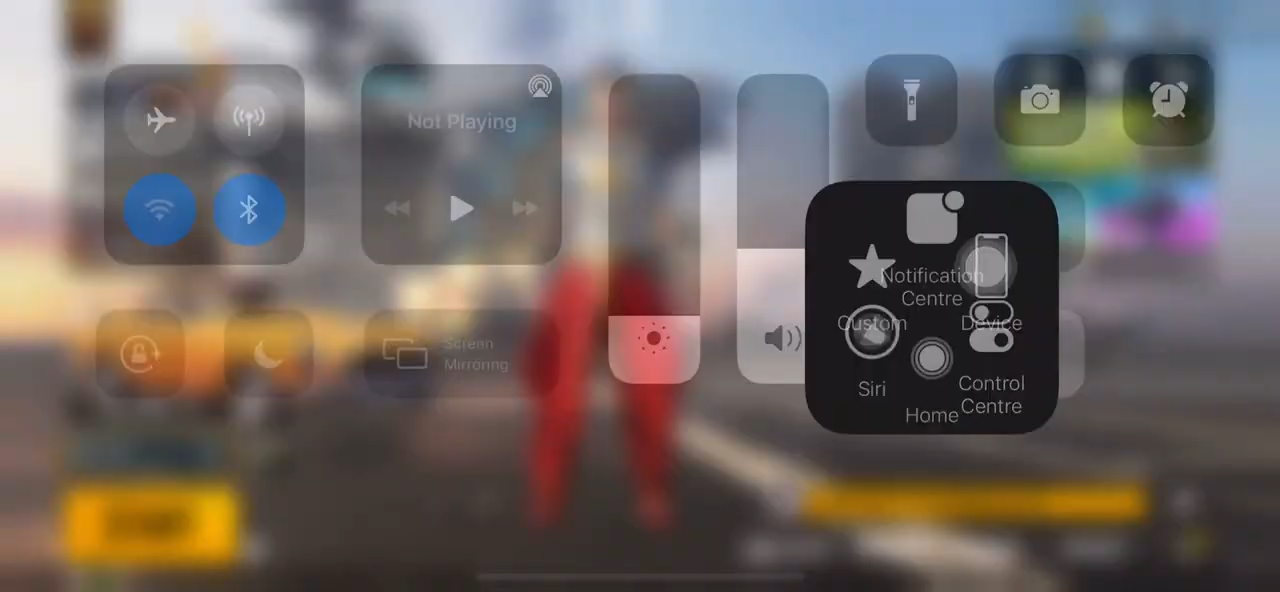 Not Playing
Screen
Mirroring
Notification
Centre
Custom
Device
Siri
Control
Centre
Home